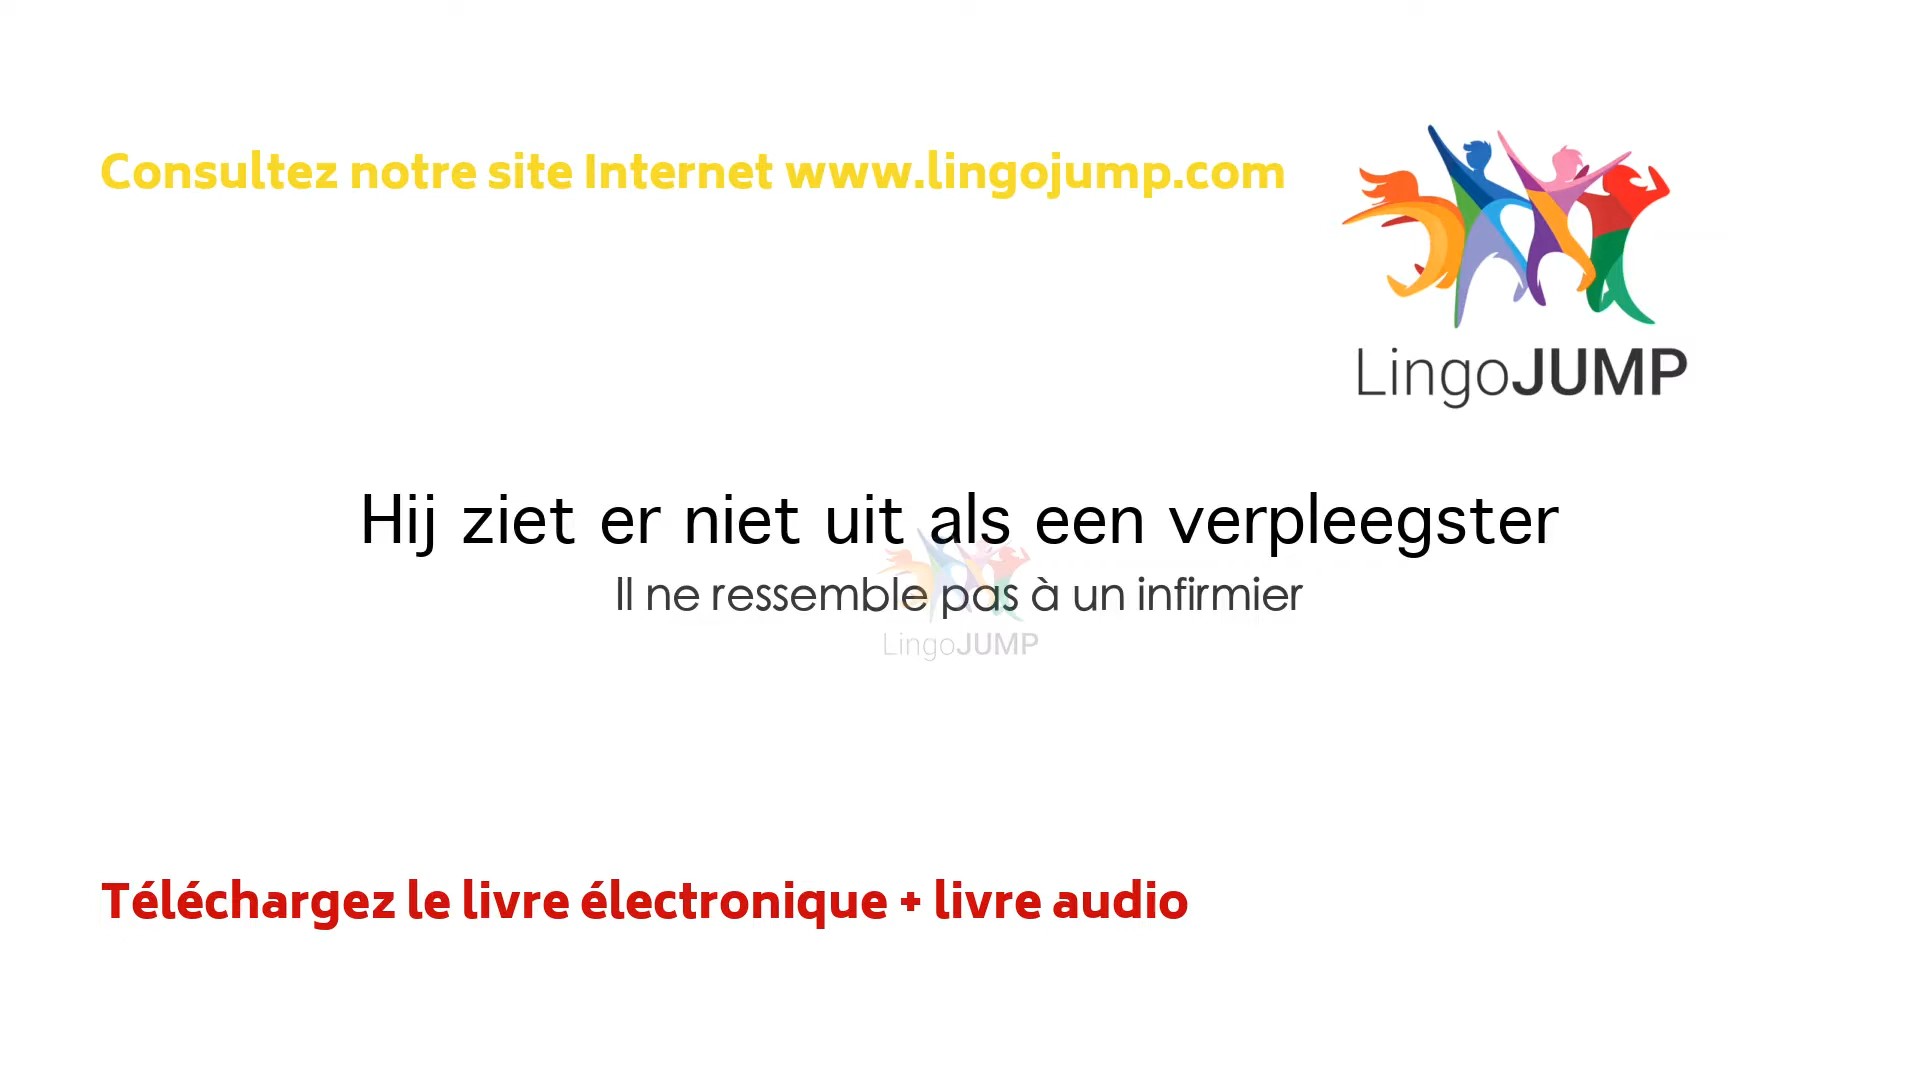 Consultez notre site Internet www.lingojump.com
LingoJUMP
Hij ziet er niet uit als een verpleegster
Il ne ressemble pas à un infirmier
LingoJUMP
Téléchargez le livre électronique + livre audio